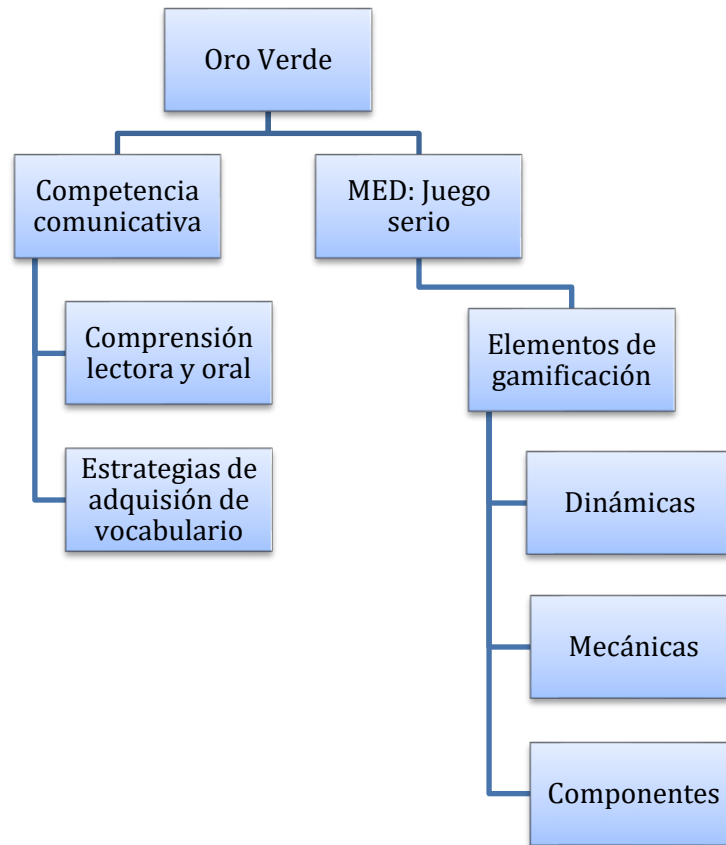 Oro Verde
Competencia
comunicativa
MED: Juego
serio
Comprensión
lectora y oral
Elementos de
gamificación
Estrategias de
adquisión de
vocabulario
Dinámicas
Mecánicas
Componentes